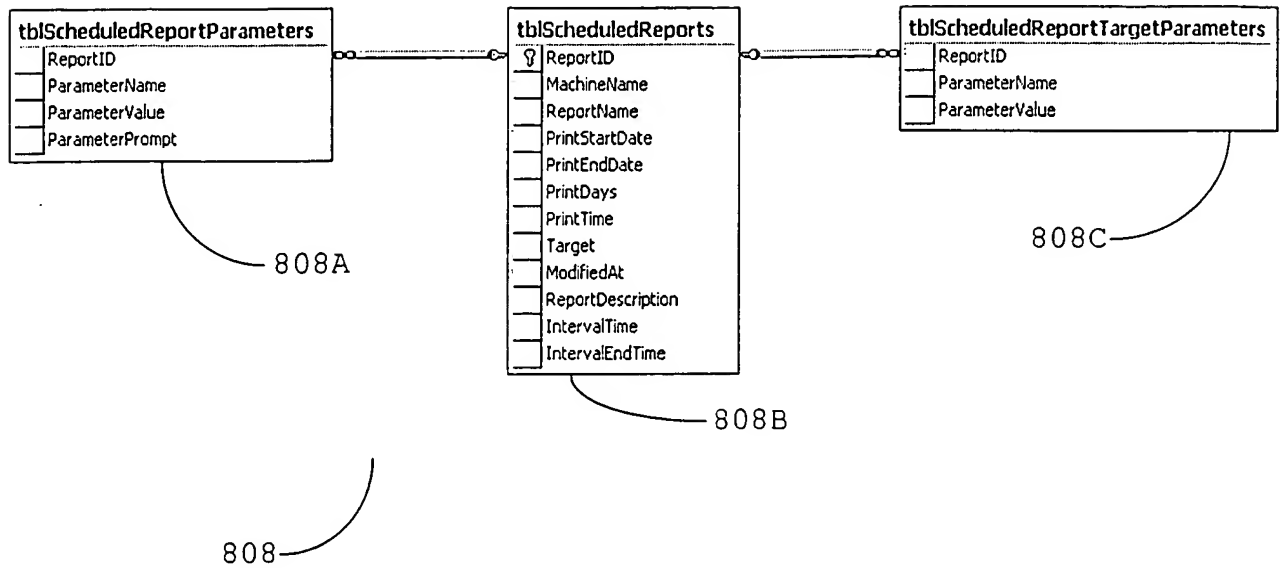 tblScheduledReportParameters
ReportID
ParameterName
ParameterValue
ParameterPrompt
808A
tblScheduledReports
ReportID
MachineName
ReportName
PrintStartDate
PrintEndDate
PrintDays
PrintTime
Target
ModifiedAt
ReportDescription
IntervalTime
IntervalEndTime
808B
tblScheduledReportTargetParameters
ReportID
ParameterName
ParameterValue
808C
808